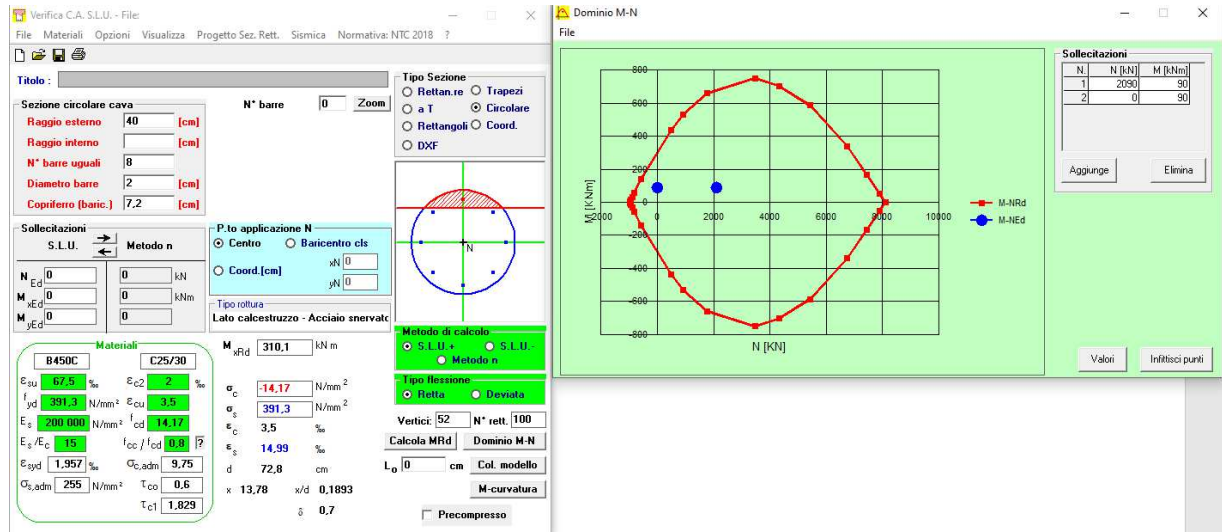 Verifica C.A. S.L.U. - File:
File Materiali Opzioni Visualizza Progetto Sez. Rett. Sismica Normativa: NTC 2018 ?
Titolo :
Sezione circolare cava
Raggio esterno 40 [cm]
Raggio interno [cm]
N° barre uguali 8
Diametro barre 2 [cm]
Copriferro (baric.) 7,2 [cm]
N° barre 0 Zoom
Tipo Sezione
Rettan.re Trapezi
a T Circolare
Rettangoli Coord.
DXF
Sollecitazioni
S.L.U. Metodo n
N Ed 0 0 kN
M xEd 0 0 kNm
M yEd 0 0
P.to applicazione N
Centro Baricentro cls
Coord.[cm] xN 0
yN 0
Tipo rottura
Lato calcestruzzo - Acciaio snervato
N
Materiali
B450C C25/30
εsu 67,5 ‰ εc2 2 ‰
fyd 391,3 N/mm² εcu 3,5
Es 200 000 N/mm² fcd 14,17
Es/Ec 15 fcc / fcd 0,8 ?
εsyd 1,957 ‰ σc,adm 9,75
σs,adm 255 N/mm² τco 0,6
τc1 1,829
M xRd 310,1 kN m
σc -14,17 N/mm²
σs 391,3 N/mm²
εc 3,5 ‰
εs 14,99 ‰
d 72,8 cm
x 13,78 x/d 0,1893
δ 0,7
Metodo di calcolo
S.L.U.+ S.L.U.-
Metodo n
Tipo flessione
Retta Deviata
Vertici: 52 N° rett. 100
Calcola MRd Dominio M-N
Lo 0 cm Col. modello
M-curvatura
Precompresso
Dominio M-N
File
800
600
400
200
0
-200
-400
-600
-800
M [KNm]
-2000 0 2000 4000 6000 8000 10000
N [KN]
M-NRd
M-NEd
Sollecitazioni
N. N [kN] M [kNm]
1 2090 90
2 0 90
Aggiunge Elimina
Valori Infittisci punti